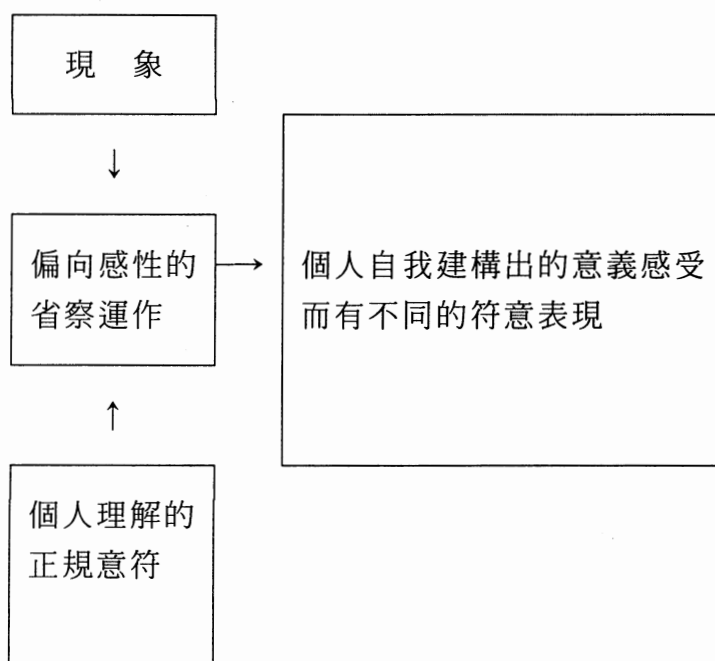 現 象
↓
偏向感性的
省察運作
→
個人自我建構出的意義感受
而有不同的符意表現
↑
個人理解的
正規意符